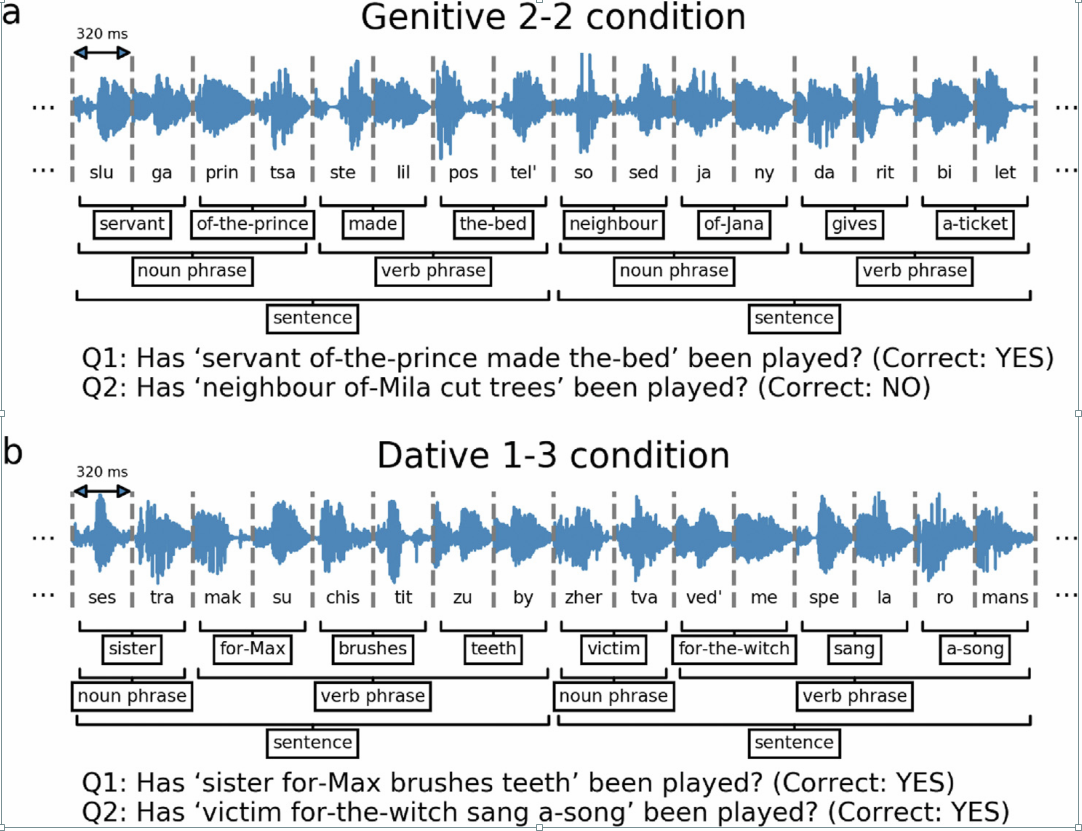 a
Genitive 2-2 condition
320 ms
...
...
... slu ga prin tsa ste lil pos tel' so sed ja ny da rit bi let ...
servant of-the-prince made the-bed neighbour of-Jana gives a-ticket
noun phrase verb phrase noun phrase verb phrase
sentence sentence
Q1: Has ‘servant of-the-prince made the-bed’ been played? (Correct: YES)
Q2: Has ‘neighbour of-Mila cut trees’ been played? (Correct: NO)
b
Dative 1-3 condition
320 ms
...
...
... ses tra mak su chis tit zu by zher tva ved' me spe la ro mans ...
sister for-Max brushes teeth victim for-the-witch sang a-song
noun phrase verb phrase noun phrase verb phrase
sentence sentence
Q1: Has ‘sister for-Max brushes teeth’ been played? (Correct: YES)
Q2: Has ‘victim for-the-witch sang a-song’ been played? (Correct: YES)